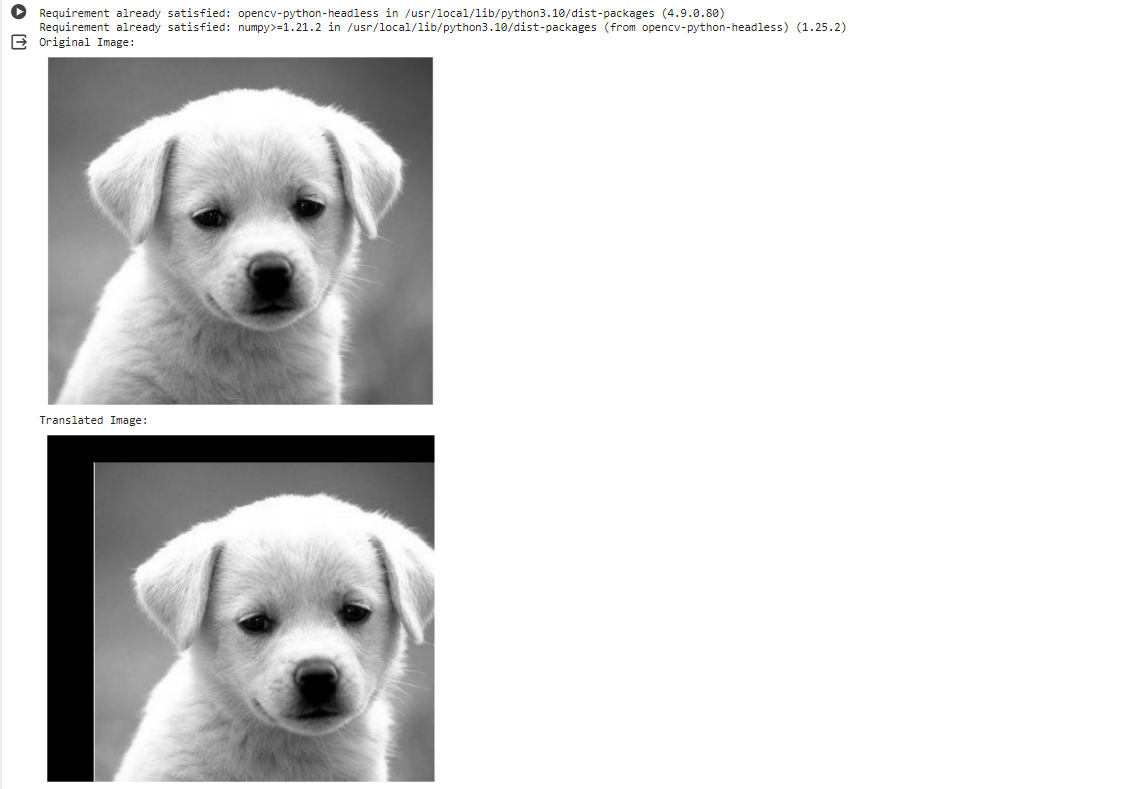 Requirement already satisfied: opencv-python-headless in /usr/local/lib/python3.10/dist-packages (4.9.0.80)
Requirement already satisfied: numpy>=1.21.2 in /usr/local/lib/python3.10/dist-packages (from opencv-python-headless) (1.25.2)
Original Image:
Translated Image: